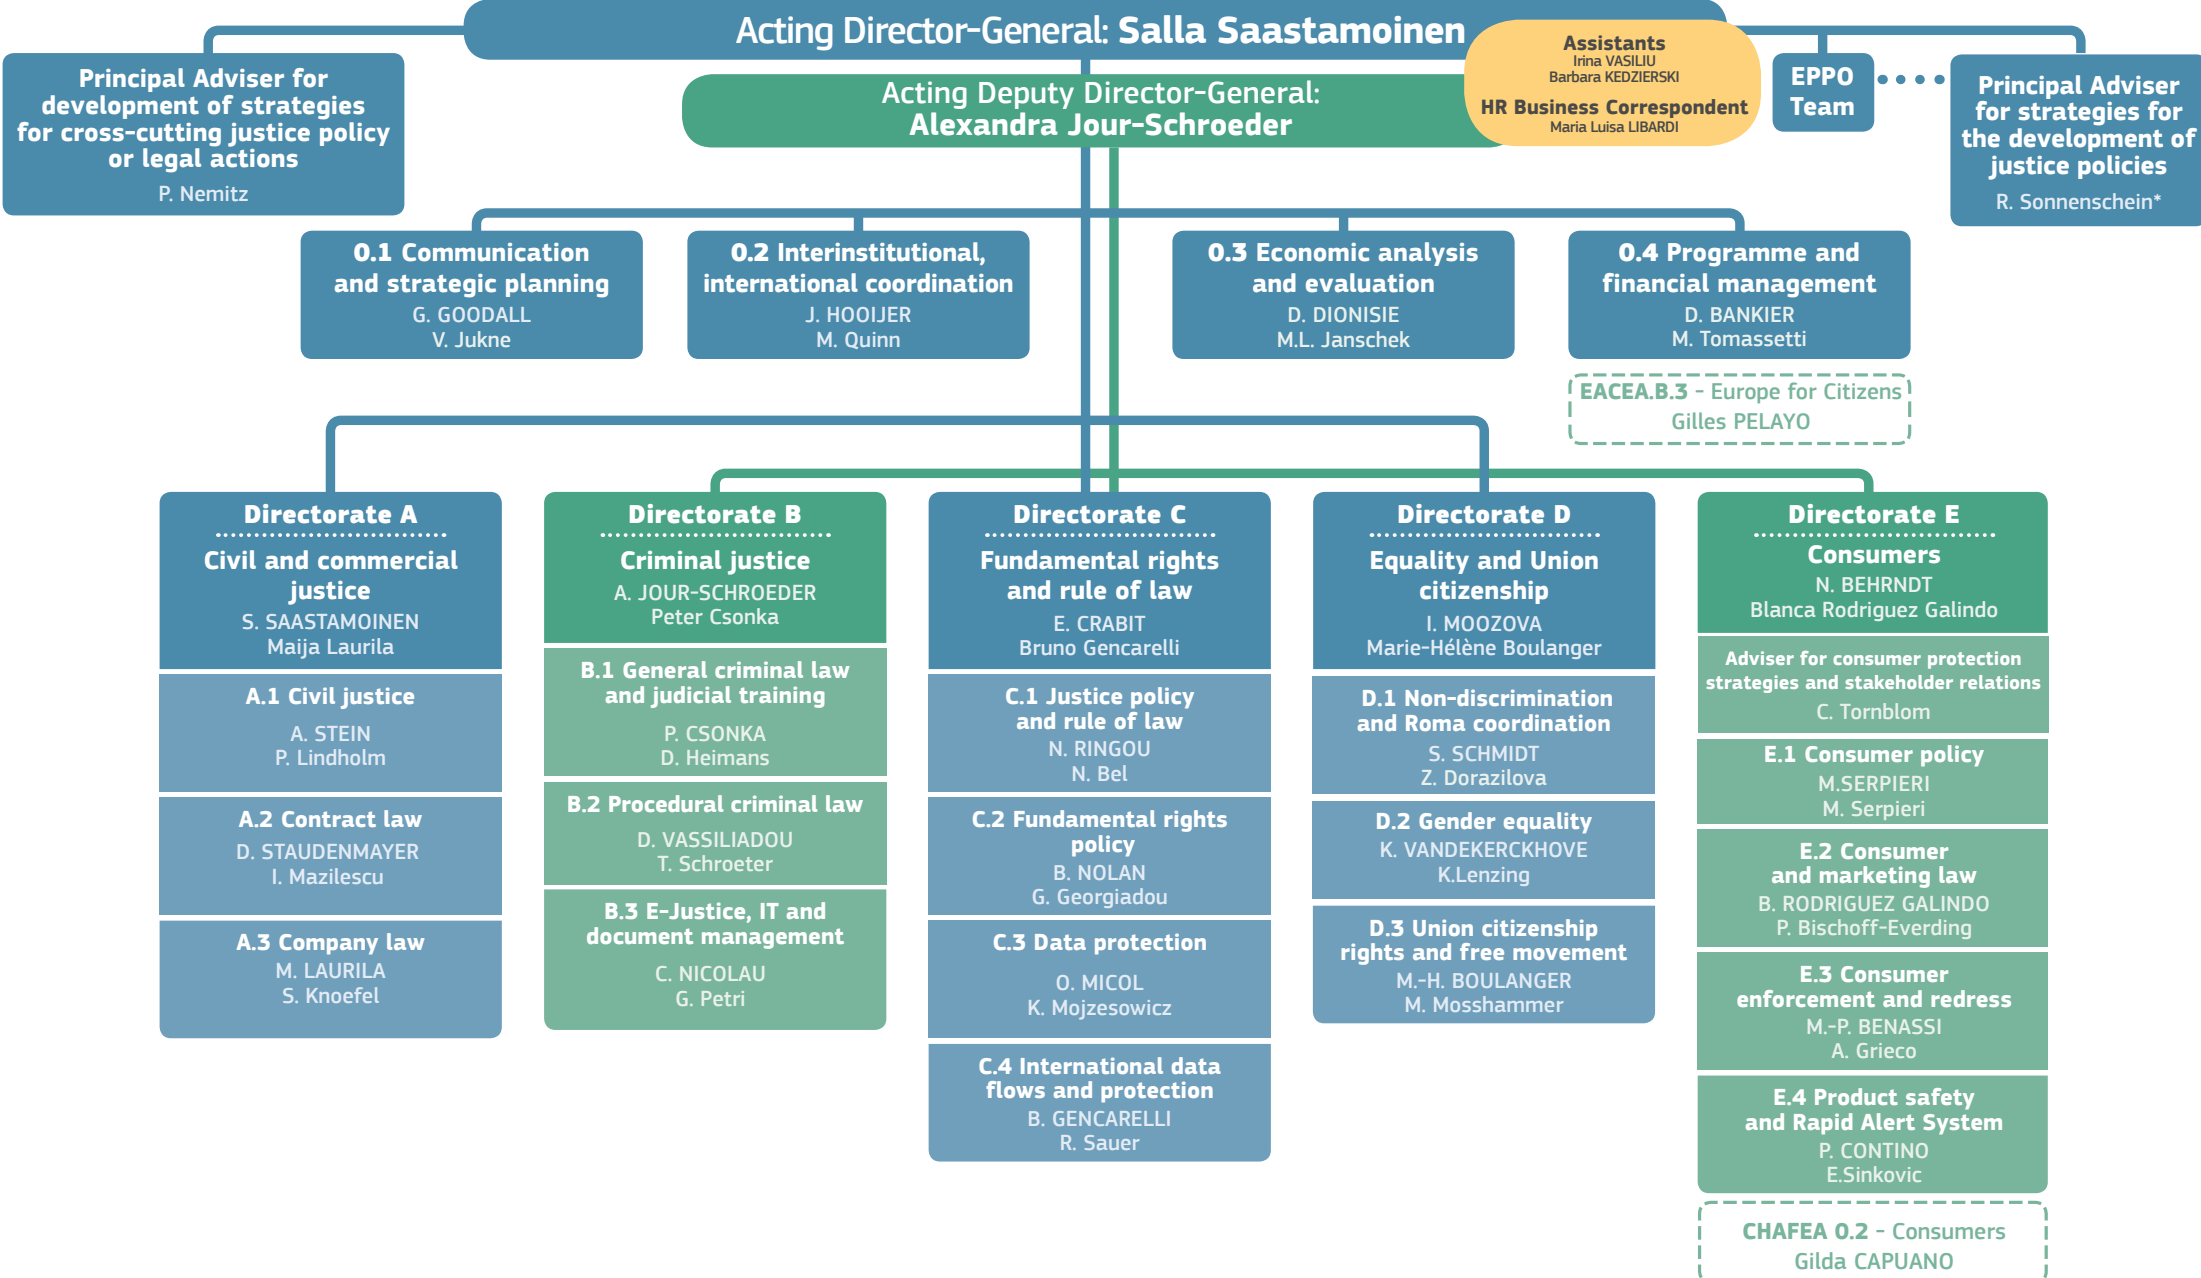 Acting Director-General: Salla Saastamoinen
Assistants
Irina VASILIU
Barbara KEDZIERSKI
HR Business Correspondent
Maria Luisa LIBARDI
Acting Deputy Director-General:
Alexandra Jour-Schroeder
Principal Adviser for
development of strategies
for cross-cutting justice policy
or legal actions
P. Nemitz
EPPO
Team
Principal Adviser
for strategies for
the development of
justice policies
R. Sonnenschein*
0.1 Communication
and strategic planning
G. GOODALL
V. Jukne
0.2 Interinstitutional,
international coordination
J. HOOIJER
M. Quinn
0.3 Economic analysis
and evaluation
D. DIONISIE
M.L. Janschek
0.4 Programme and
financial management
D. BANKIER
M. Tomassetti
EACEA.B.3 - Europe for Citizens
Gilles PELAYO
Directorate A
Civil and commercial
justice
S. SAASTAMOINEN
Maija Laurila
A.1 Civil justice
A. STEIN
P. Lindholm
A.2 Contract law
D. STAUDENMAYER
I. Mazilescu
A.3 Company law
M. LAURILA
S. Knoefel
Directorate B
Criminal justice
A. JOUR-SCHROEDER
Peter Csonka
B.1 General criminal law
and judicial training
P. CSONKA
D. Heimans
B.2 Procedural criminal law
D. VASSILIADOU
T. Schroeter
B.3 E-Justice, IT and
document management
C. NICOLAU
G. Petri
Directorate C
Fundamental rights
and rule of law
E. CRABIT
Bruno Gencarelli
C.1 Justice policy
and rule of law
N. RINGOU
N. Bel
C.2 Fundamental rights
policy
B. NOLAN
G. Georgiadou
C.3 Data protection
O. MICOL
K. Mojzesowicz
C.4 International data
flows and protection
B. GENCARELLI
R. Sauer
Directorate D
Equality and Union
citizenship
I. MOOZOVA
Marie-Hélène Boulanger
D.1 Non-discrimination
and Roma coordination
S. SCHMIDT
Z. Dorazilova
D.2 Gender equality
K. VANDEKERCKHOVE
K.Lenzing
D.3 Union citizenship
rights and free movement
M.-H. BOULANGER
M. Mosshammer
Directorate E
Consumers
N. BEHRNDT
Blanca Rodriguez Galindo
Adviser for consumer protection
strategies and stakeholder relations
C. Tornblom
E.1 Consumer policy
M.SERPIERI
M. Serpieri
E.2 Consumer
and marketing law
B. RODRIGUEZ GALINDO
P. Bischoff-Everding
E.3 Consumer
enforcement and redress
M.-P. BENASSI
A. Grieco
E.4 Product safety
and Rapid Alert System
P. CONTINO
E.Sinkovic
CHAFEA 0.2 - Consumers
Gilda CAPUANO